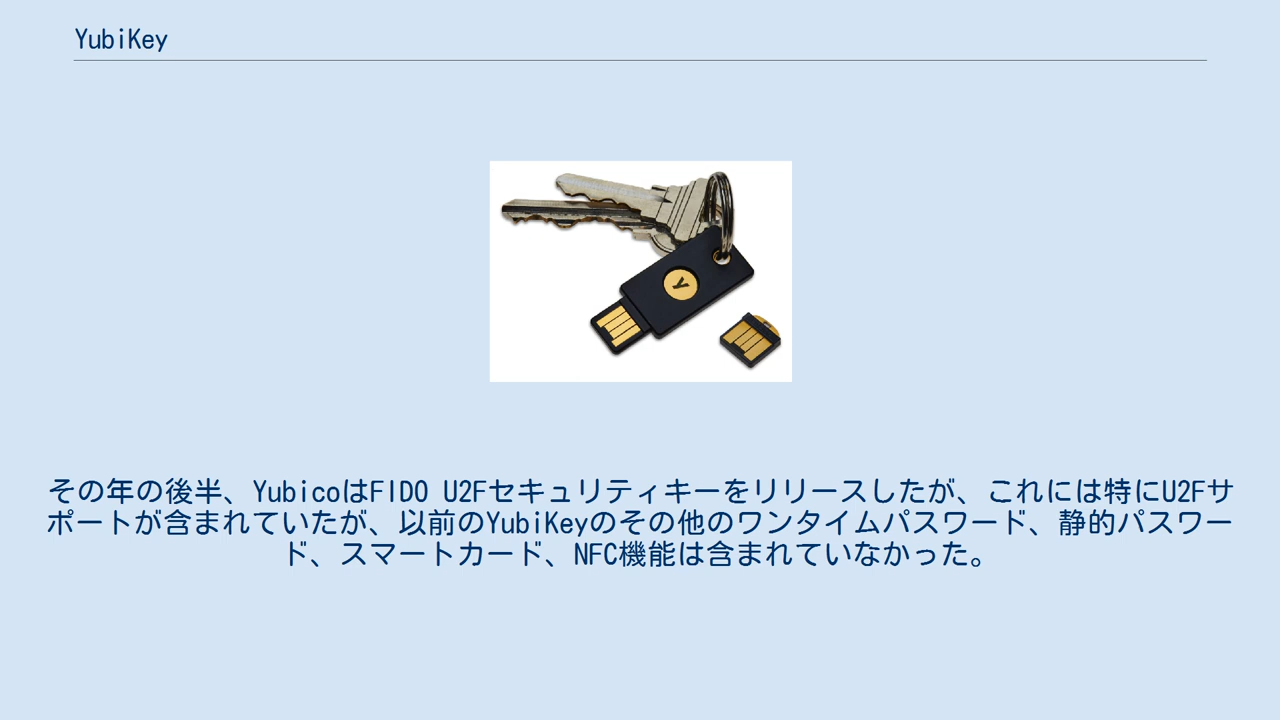 YubiKey
y
その年の後半、YubicoはFIDO U2Fセキュリティキーをリリースしたが、これには特にU2Fサ
ポートが含まれていたが、以前のYubiKeyのその他のワンタイムパスワード、静的パスワー
ド、スマートカード、NFC機能は含まれていなかった。